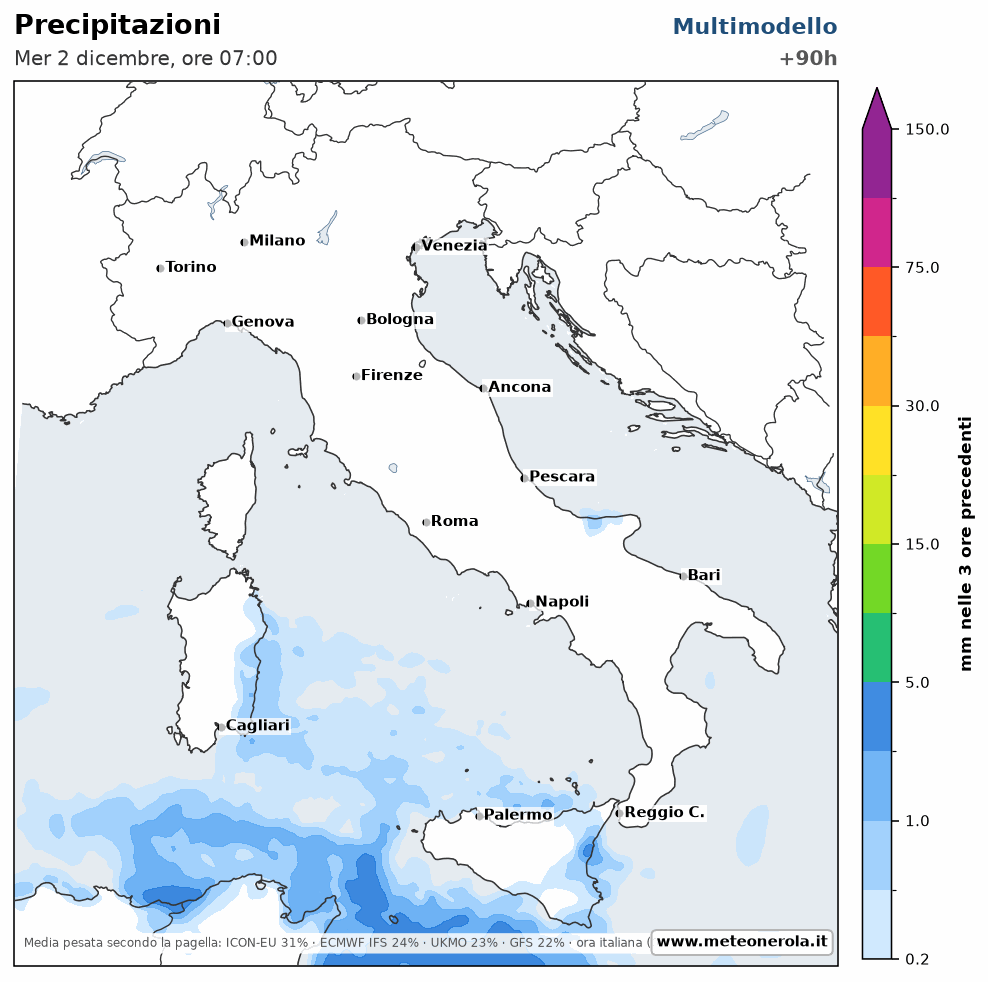 Precipitazioni
Multimodello
Mer 2 dicembre, ore 07:00
+90h
150.0
75.0
30.0
15.0
5.0
1.0
0.2
mm nelle 3 ore precedenti
Milano
Venezia
Torino
Genova
Bologna
Firenze
Ancona
Pescara
Roma
Bari
Napoli
Cagliari
Palermo
Reggio C.
Media pesata secondo la pagella: ICON-EU 31% · ECMWF IFS 24% · UKMO 23% · GFS 22% · ora italiana (
www.meteonerola.it